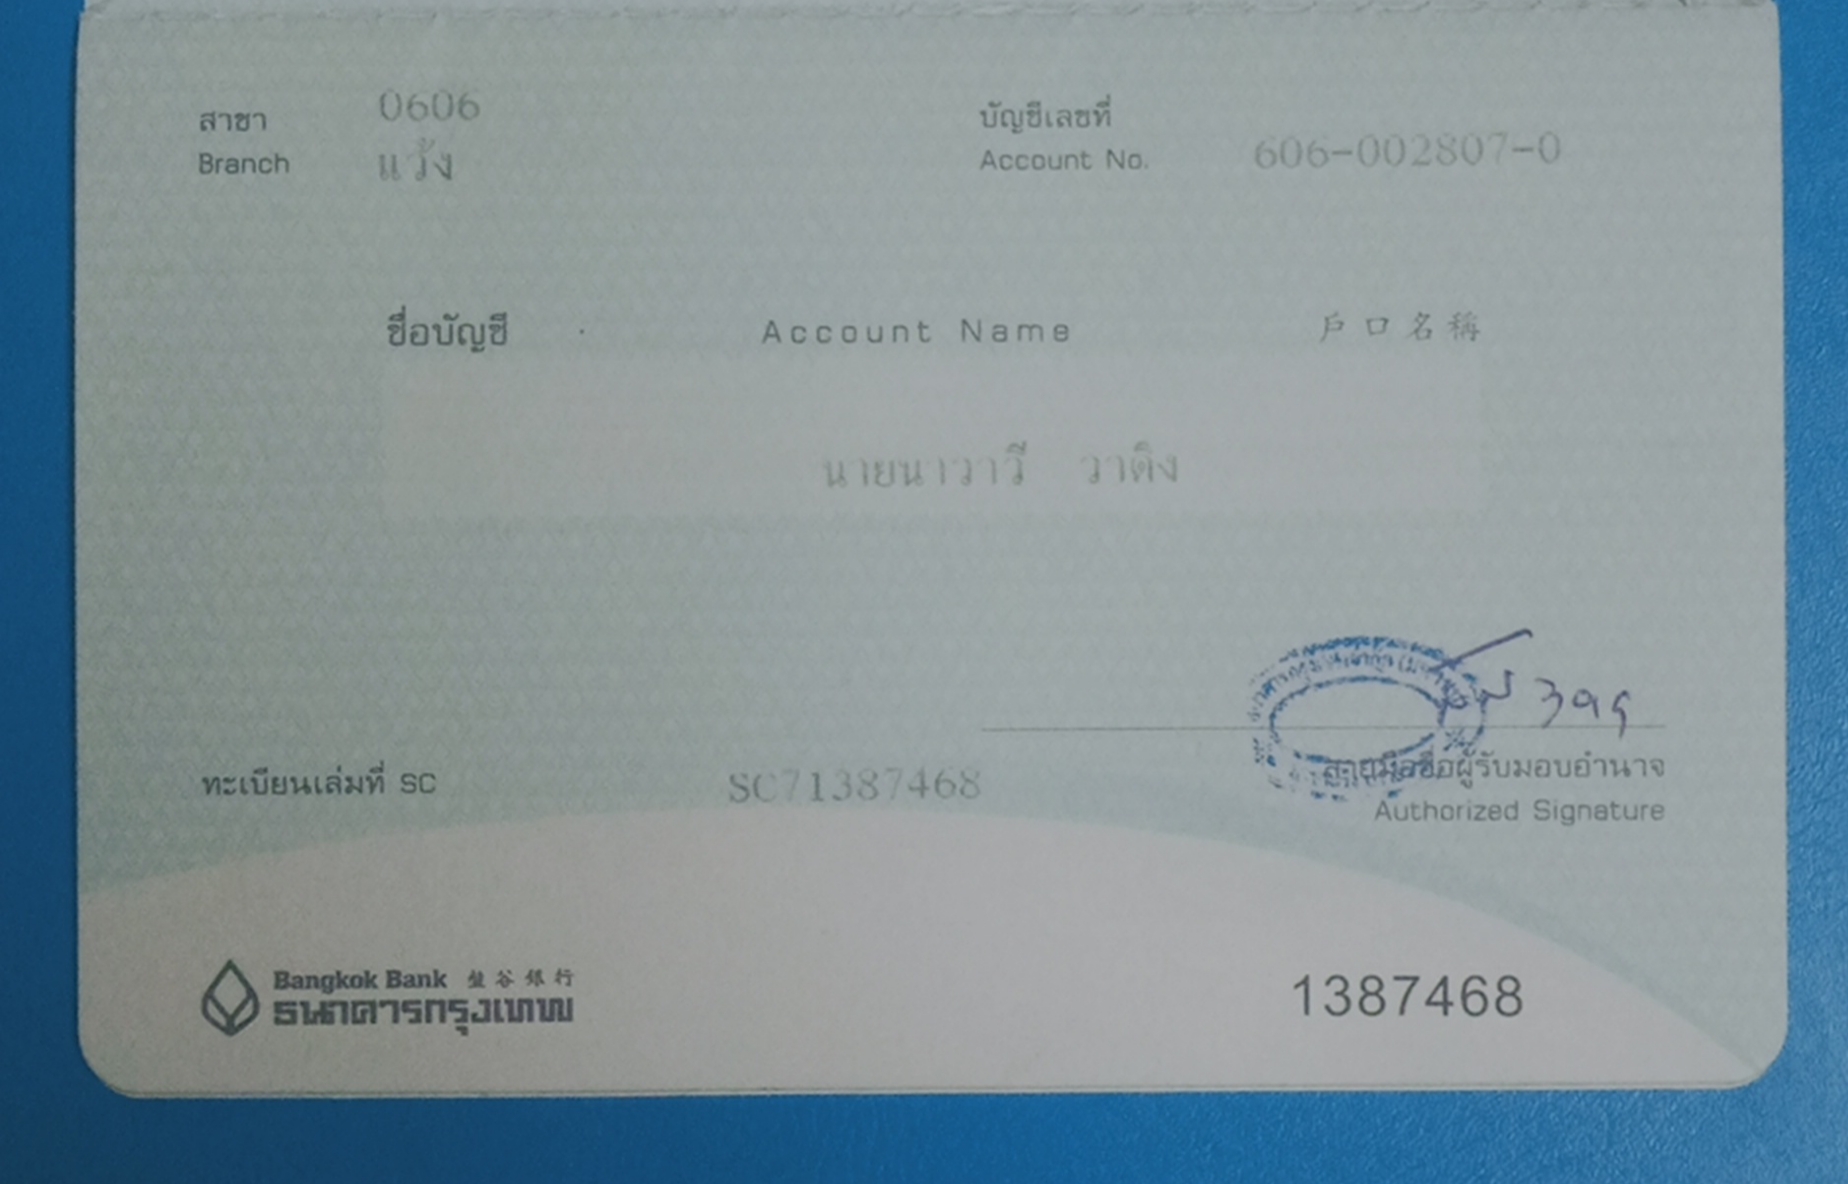 สาขา 0606
Branch แว้ง
บัญชีเลขที่
Account No. 606-002807-0
ชื่อบัญชี Account Name 戶口名稱
นายนาวาวี วาดิง
ทะเบียนเล่มที่ SC SC71387468
ลายมือชื่อผู้รับมอบอำนาจ
Authorized Signature
Bangkok Bank 盤谷銀行
ธนาคารกรุงเทพ
1387468